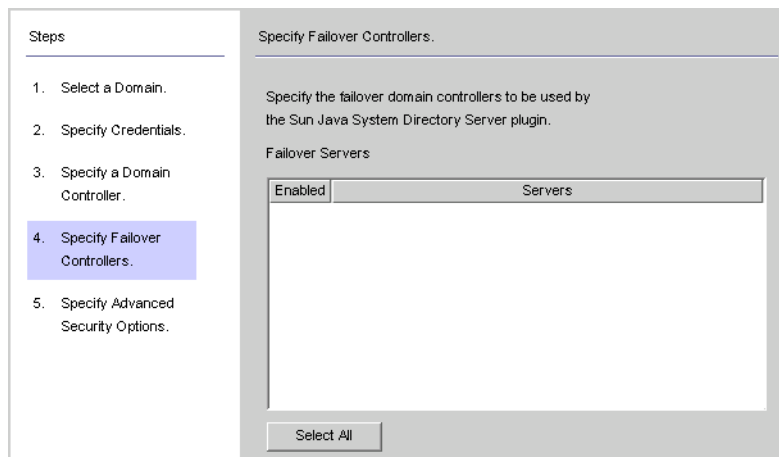 Steps
1. Select a Domain.
2. Specify Credentials.
3. Specify a Domain
Controller.
4. Specify Failover
Controllers.
5. Specify Advanced
Security Options.
Specify Failover Controllers.
Specify the failover domain controllers to be used by
the Sun Java System Directory Server plugin.
Failover Servers
Enabled Servers
Select All